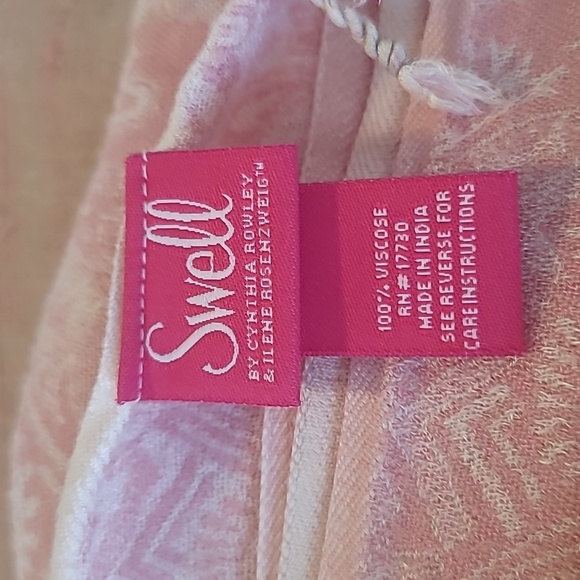 Swell
BY CYNTHIA ROWLEY
& ILENE ROSENZWEIG™
100% VISCOSE
RN# 17730
MADE IN INDIA
SEE REVERSE FOR
CARE INSTRUCTIONS